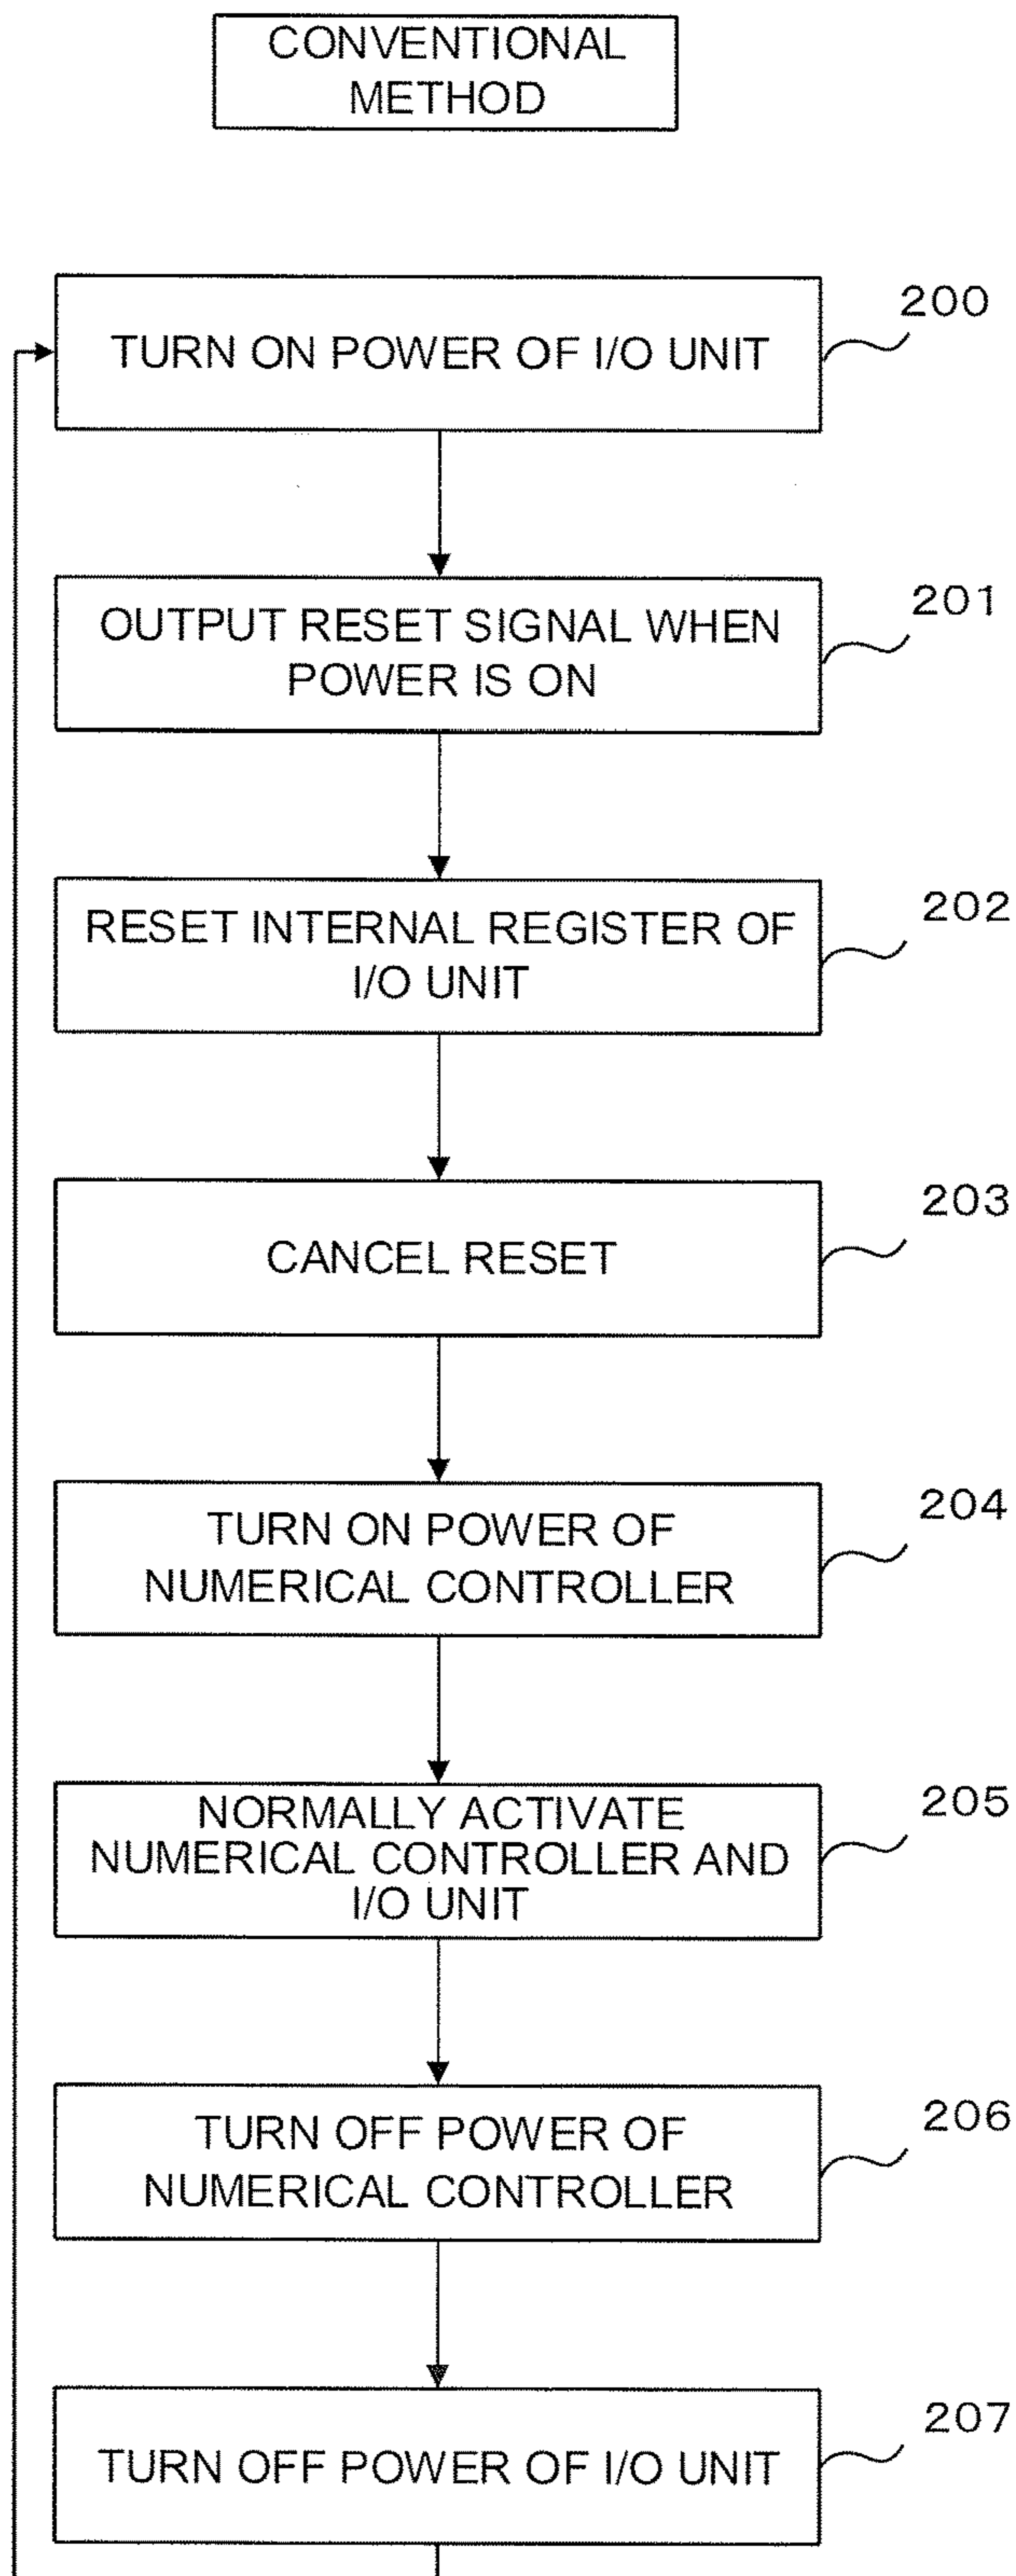 CONVENTIONAL
METHOD
TURN ON POWER OF I/O UNIT
200
OUTPUT RESET SIGNAL WHEN
POWER IS ON
201
RESET INTERNAL REGISTER OF
I/O UNIT
202
CANCEL RESET
203
TURN ON POWER OF
NUMERICAL CONTROLLER
204
NORMALLY ACTIVATE
NUMERICAL CONTROLLER AND
I/O UNIT
205
TURN OFF POWER OF
NUMERICAL CONTROLLER
206
TURN OFF POWER OF I/O UNIT
207